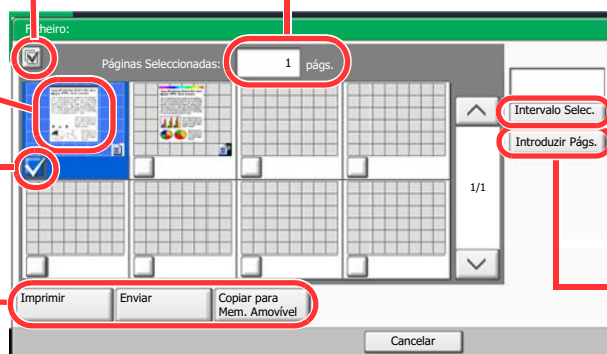 Ficheiro:
Páginas Seleccionadas: 1 págs.
Intervalo Selec.
Introduzir Págs.
1/1
Imprimir
Enviar
Copiar para
Mem. Amovível
Cancelar